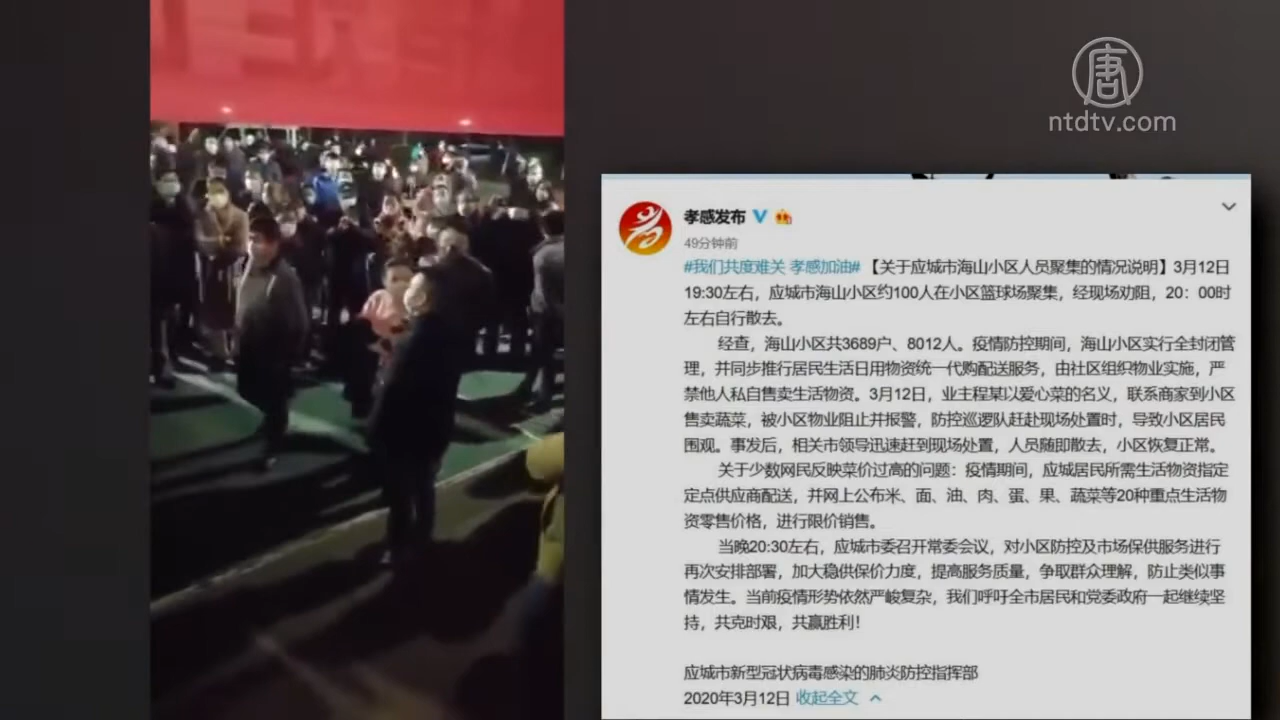 唐
ntdtv.com
孝感发布
49分钟前
#我们共度难关 孝感加油# 【关于应城市海山小区人员聚集的情况说明】3月12日
19:30左右，应城市海山小区约100人在小区篮球场聚集，经现场劝阻，20：00时
左右自行散去。
经查，海山小区共3689户、8012人。疫情防控期间，海山小区实行全封闭管
理，并同步推行居民生活日用物资统一代购配送服务，由社区组织物业实施，严
禁他人私自售卖生活物资。3月12日，业主程某以爱心菜的名义，联系商家到小区
售卖蔬菜，被小区物业阻止并报警，防控巡逻队赶赴现场处置时，导致小区居民
围观。事发后，相关市领导迅速赶到现场处置，人员随即散去，小区恢复正常。
关于少数网民反映菜价过高的问题：疫情期间，应城居民所需生活物资指定
定点供应商配送，并网上公布米、面、油、肉、蛋、果、蔬菜等20种重点生活物
资零售价格，进行限价销售。
当晚20:30左右，应城市委召开常委会议，对小区防控及市场保供服务进行
再次安排部署，加大稳供保价力度，提高服务质量，争取群众理解，防止类似事
情发生。当前疫情形势依然严峻复杂，我们呼吁全市居民和党委政府一起继续坚
持，共克时艰，共赢胜利！
应城市新型冠状病毒感染的肺炎防控指挥部
2020年3月12日 收起全文